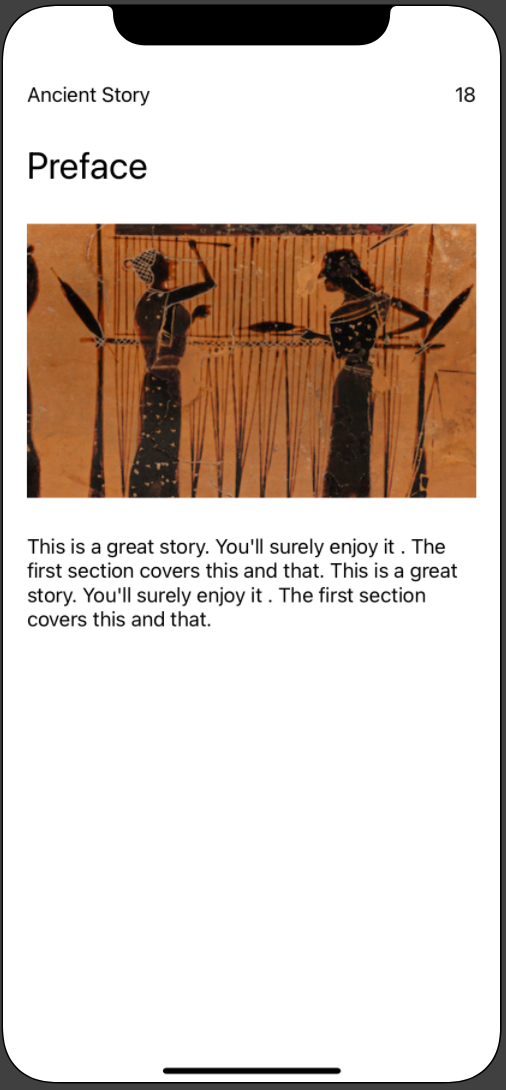 Ancient Story 18
Preface
This is a great story. You'll surely enjoy it . The
first section covers this and that. This is a great
story. You'll surely enjoy it . The first section
covers this and that.